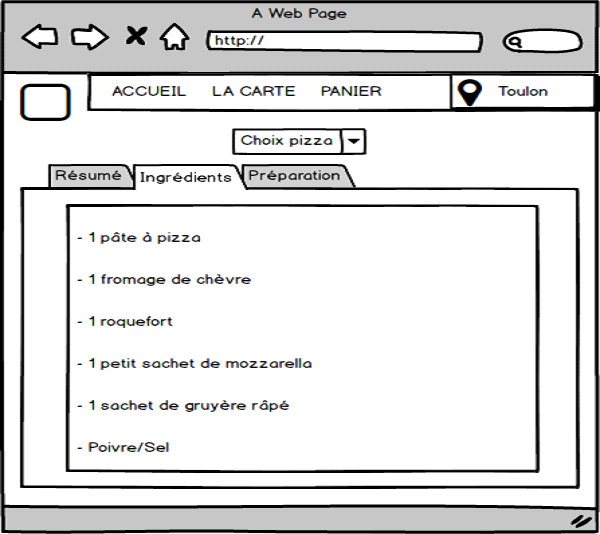 A Web Page
http://
ACCUEIL LA CARTE PANIER Toulon
Choix pizza
Résumé Ingrédients Préparation
- 1 pâte à pizza
- 1 fromage de chèvre
- 1 roquefort
- 1 petit sachet de mozzarella
- 1 sachet de gruyère râpé
- Poivre/Sel